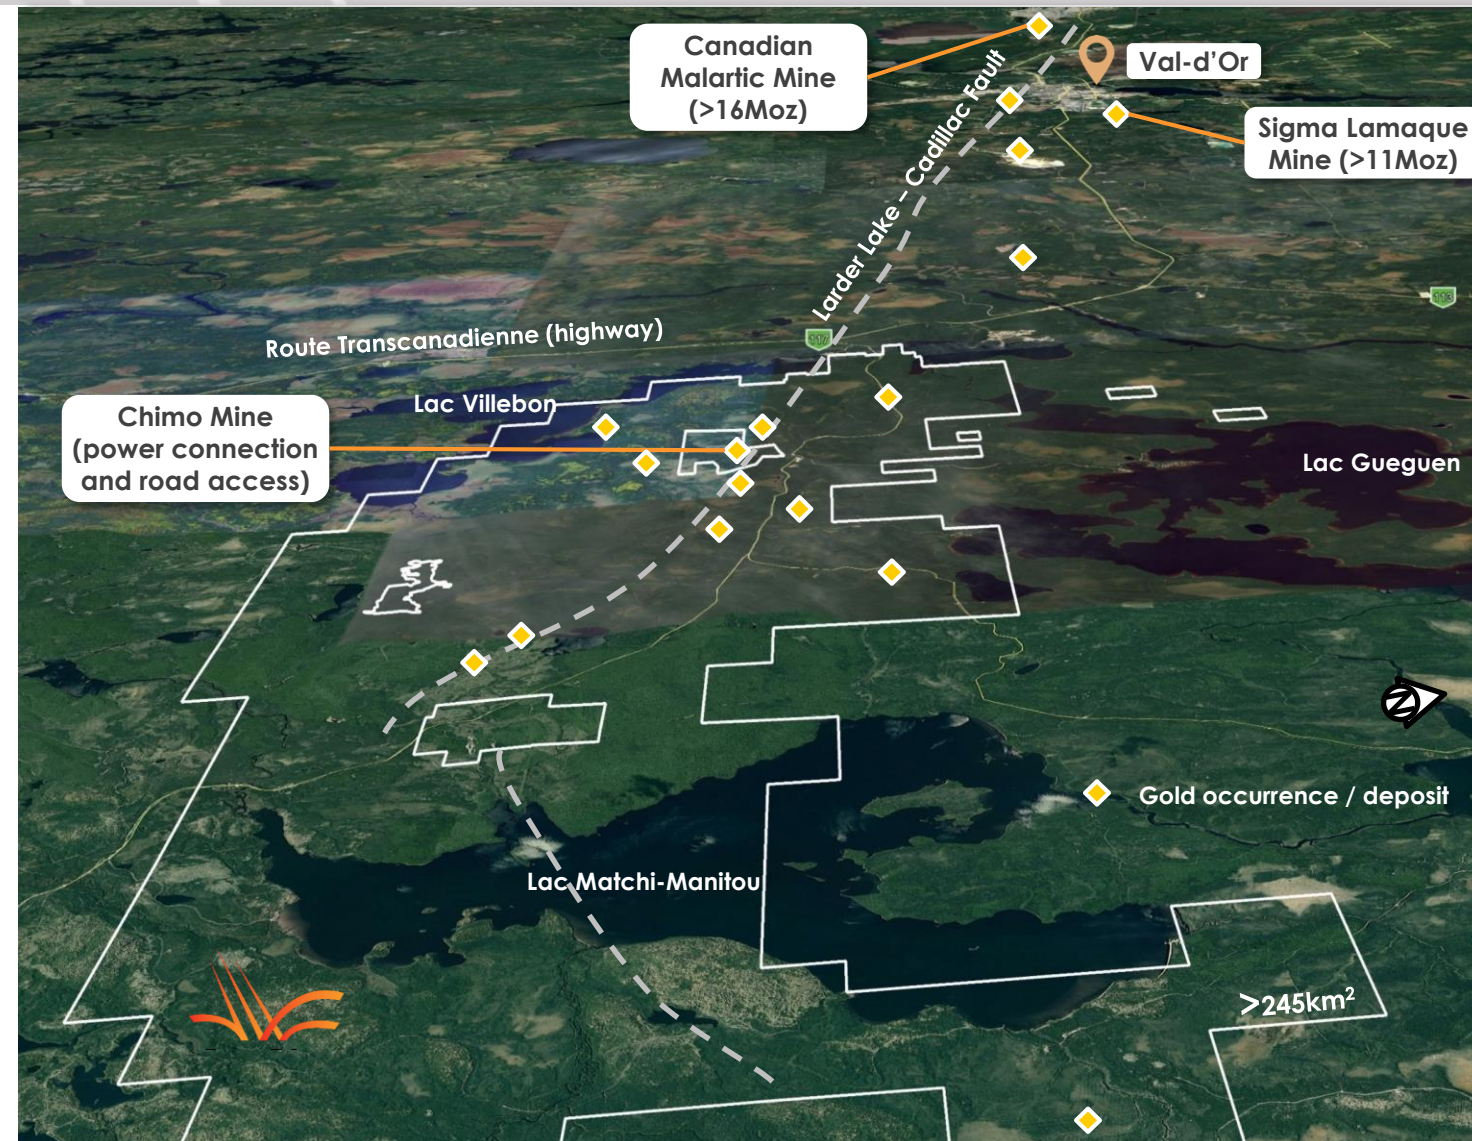 Canadian
Malartic Mine
(>16Moz)
Val-d'Or
Sigma Lamaque
Mine (>11Moz)
Larder Lake – Cadillac Fault
Route Transcanadienne (highway)
117
113
Lac Villebon
Chimo Mine
(power connection
and road access)
Lac Gueguen
N
Gold occurrence / deposit
Lac Matchi-Manitou
>245km²